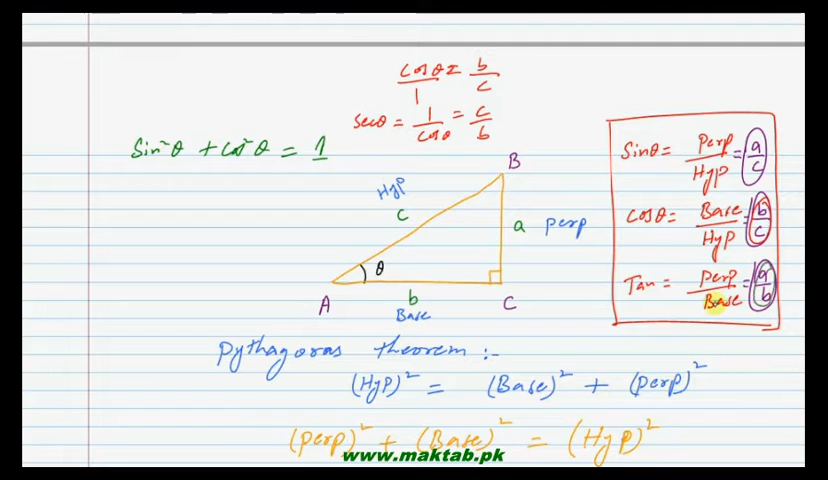 cosθ = b/c
1
secθ = 1/cosθ = c/b
Sin²θ + cos²θ = 1
Sinθ = Perp/Hyp = a/c
cosθ = Base/Hyp = b/c
Tan = Perp/Base = a/b
B
Hyp
c
a perp
θ
A b C
Base
Pythagoras theorem :-
(Hyp)² = (Base)² + (perp)²
(perp)² + (Base)² = (Hyp)²
www.maktab.pk